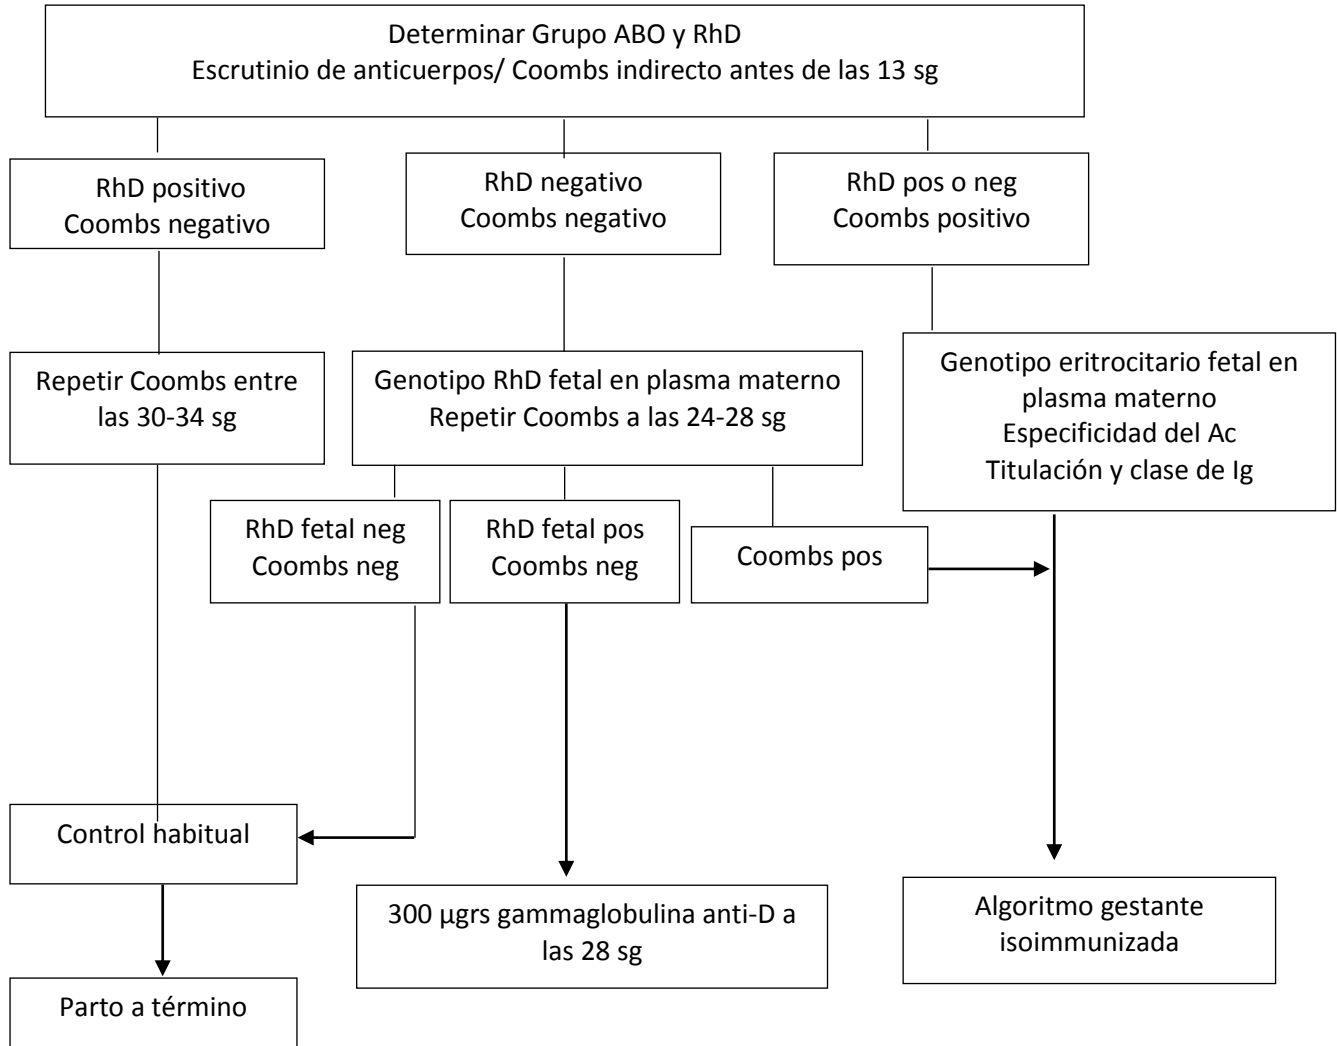 Determinar Grupo ABO y RhD
Escrutinio de anticuerpos/ Coombs indirecto antes de las 13 sg
RhD positivo
Coombs negativo
RhD negativo
Coombs negativo
RhD pos o neg
Coombs positivo
Repetir Coombs entre
las 30-34 sg
Genotipo RhD fetal en plasma materno
Repetir Coombs a las 24-28 sg
Genotipo eritrocitario fetal en
plasma materno
Especificidad del Ac
Titulación y clase de Ig
RhD fetal neg
Coombs neg
RhD fetal pos
Coombs neg
Coombs pos
Control habitual
300 µgrs gammaglobulina anti-D a
las 28 sg
Algoritmo gestante
isoimmunizada
Parto a término